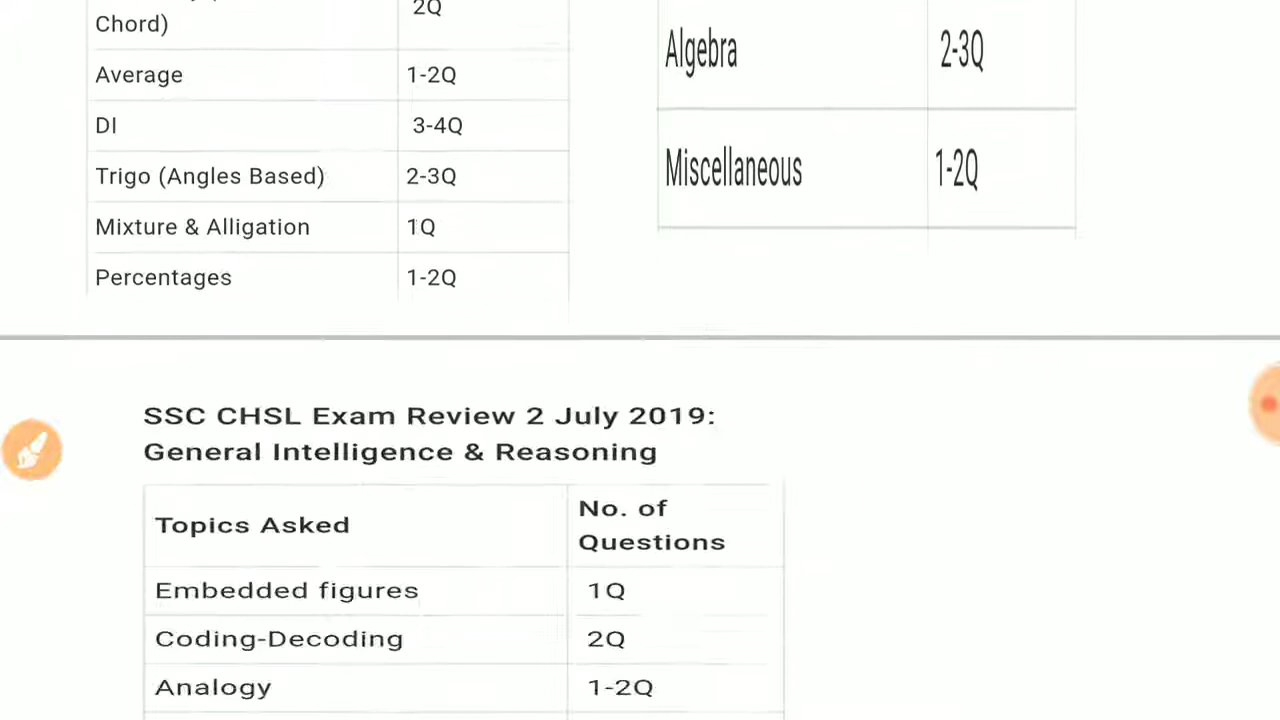 2Q
Chord)
Average 1-2Q
DI 3-4Q
Trigo (Angles Based) 2-3Q
Mixture & Alligation 1Q
Percentages 1-2Q
Algebra 2-3Q
Miscellaneous 1-2Q
SSC CHSL Exam Review 2 July 2019:
General Intelligence & Reasoning
Topics Asked No. of
Questions
Embedded figures 1Q
Coding-Decoding 2Q
Analogy 1-2Q